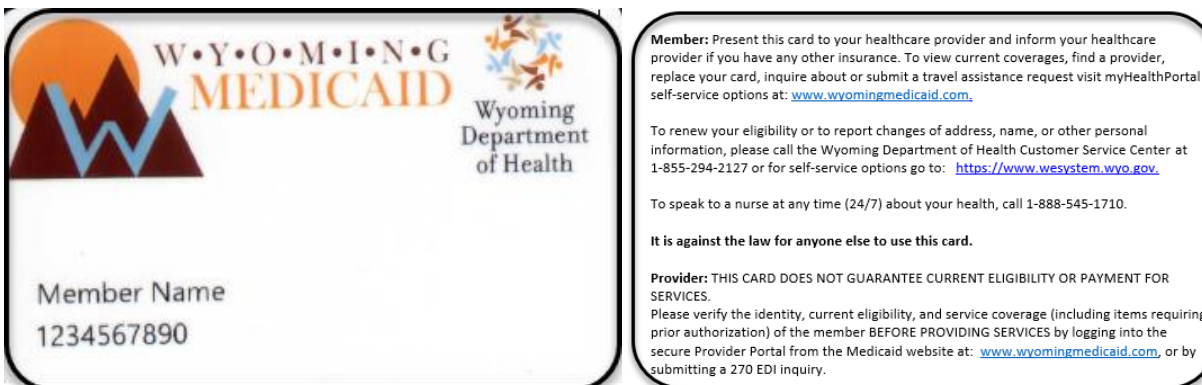 W•Y•O•M•I•N•G
MEDICAID
Wyoming
Department
of Health
Member Name
1234567890
Member: Present this card to your healthcare provider and inform your healthcare
provider if you have any other insurance. To view current coverages, find a provider,
replace your card, inquire about or submit a travel assistance request visit myHealthPortal
self-service options at: www.wyomingmedicaid.com.
To renew your eligibility or to report changes of address, name, or other personal
information, please call the Wyoming Department of Health Customer Service Center at
1-855-294-2127 or for self-service options go to: https://www.wesystem.wyo.gov.
To speak to a nurse at any time (24/7) about your health, call 1-888-545-1710.
It is against the law for anyone else to use this card.
Provider: THIS CARD DOES NOT GUARANTEE CURRENT ELIGIBILITY OR PAYMENT FOR
SERVICES.
Please verify the identity, current eligibility, and service coverage (including items requiring
prior authorization) of the member BEFORE PROVIDING SERVICES by logging into the
secure Provider Portal from the Medicaid website at: www.wyomingmedicaid.com, or by
submitting a 270 EDI inquiry.